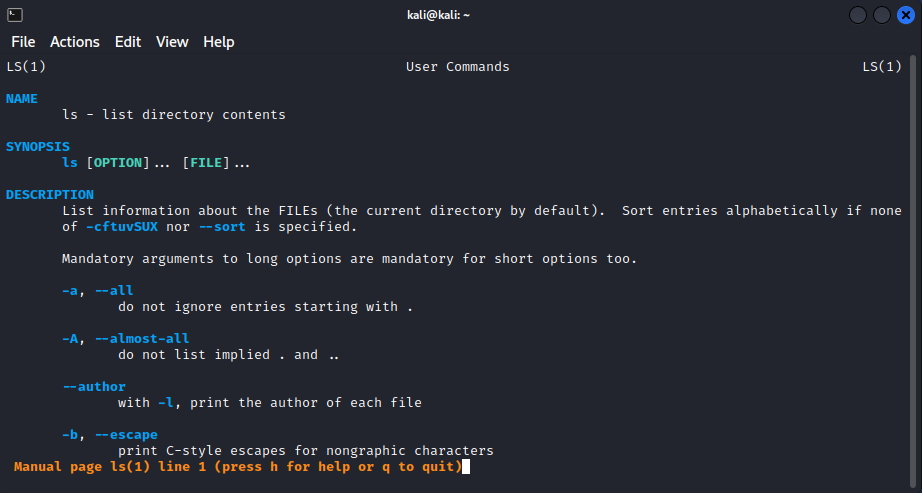 kali@kali: ~
File Actions Edit View Help
LS(1) User Commands LS(1)
NAME
ls - list directory contents
SYNOPSIS
ls [OPTION]... [FILE]...
DESCRIPTION
List information about the FILEs (the current directory by default). Sort entries alphabetically if none
of -cftuvSUX nor --sort is specified.
Mandatory arguments to long options are mandatory for short options too.
-a, --all
do not ignore entries starting with .
-A, --almost-all
do not list implied . and ..
--author
with -l, print the author of each file
-b, --escape
print C-style escapes for nongraphic characters
Manual page ls(1) line 1 (press h for help or q to quit)